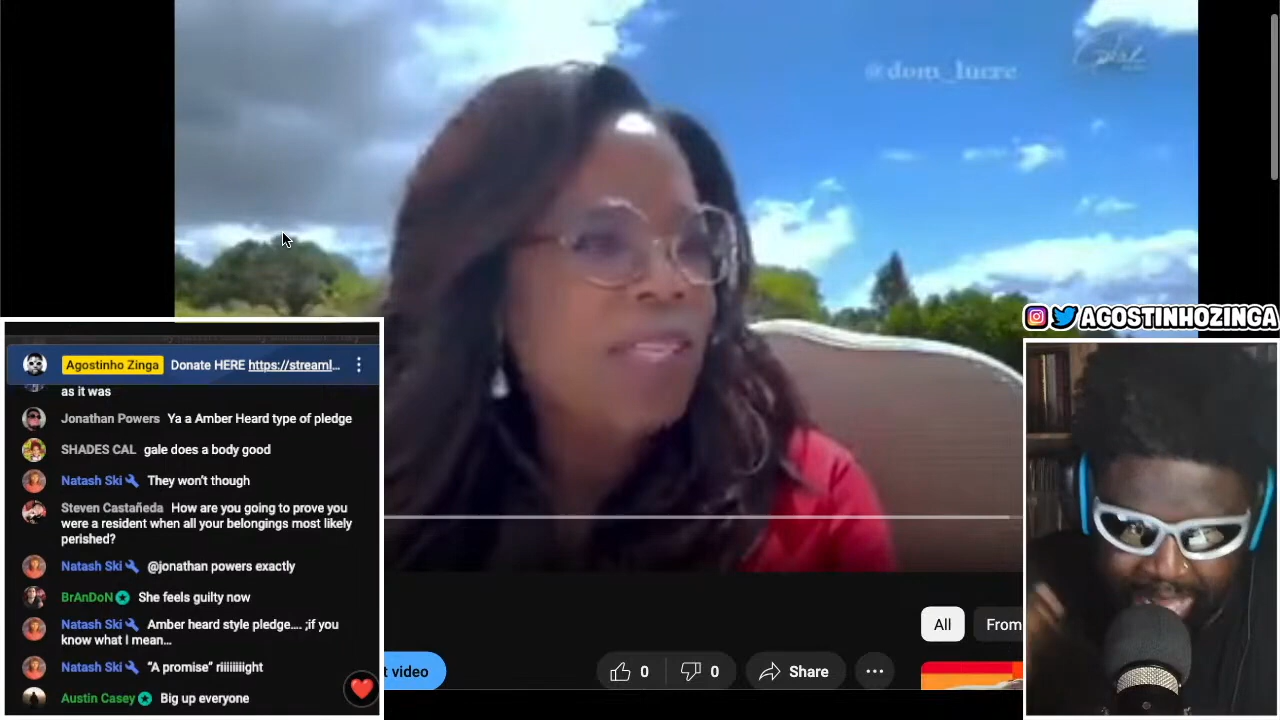 @dom_lucre
AGOSTINHOZINGA
Agostinho Zinga Donate HERE https://streaml...
as it was
Jonathan Powers Ya a Amber Heard type of pledge
SHADES CAL gale does a body good
Natash Ski They won't though
Steven Castañeda How are you going to prove you
were a resident when all your belongings most likely
perished?
Natash Ski @jonathan powers exactly
BrAnDoN She feels guilty now
Natash Ski Amber heard style pledge.... ;if you
know what I mean...
Natash Ski “A promise” riiiiiiiight
Austin Casey Big up everyone
t video
0
0
Share
All
From